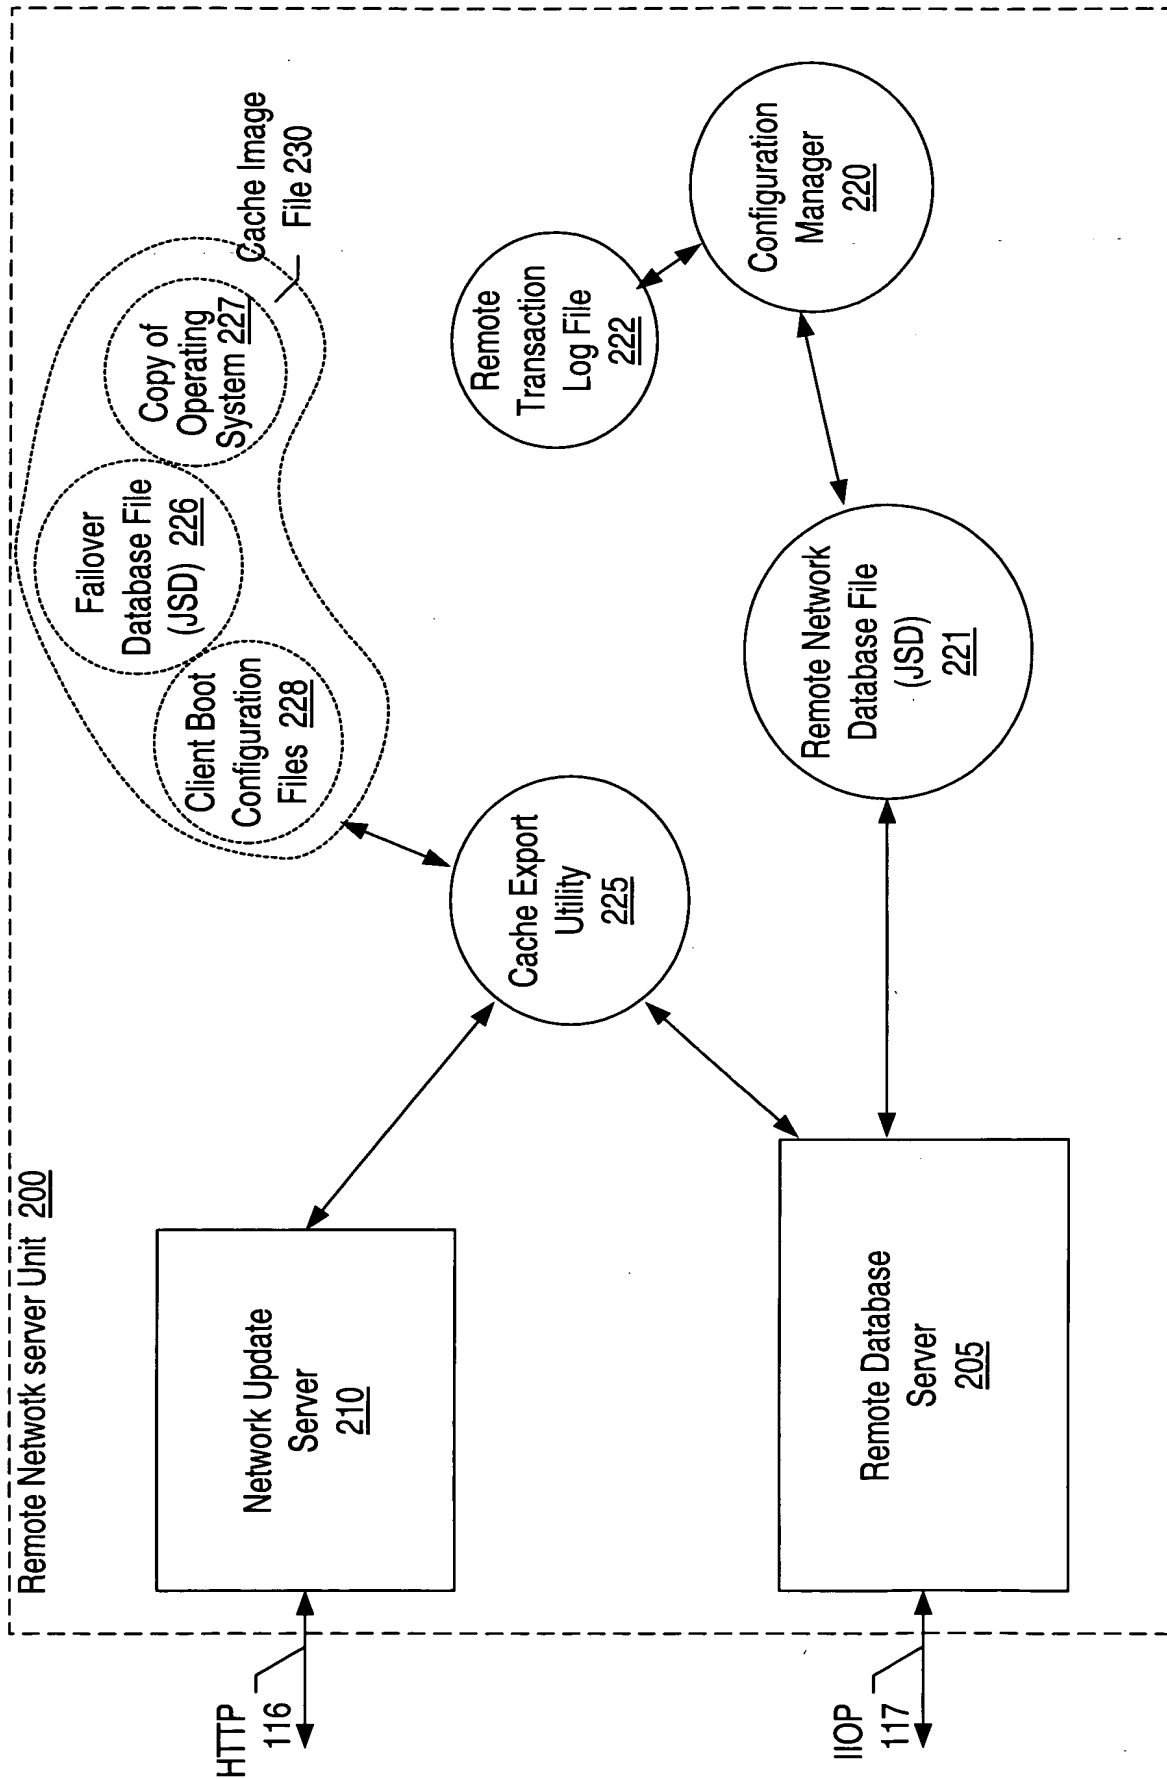 Remote Netwotk server Unit 200
HTTP
116
Network Update
Server
210
Client Boot
Configuration
Files 228
Failover
Database File
(JSD) 226
Copy of
Operating
System 227
Cache Image
File 230
Cache Export
Utility
225
Remote
Transaction
Log File
222
Configuration
Manager
220
IIOP
117
Remote Database
Server
205
Remote Network
Database File
(JSD)
221